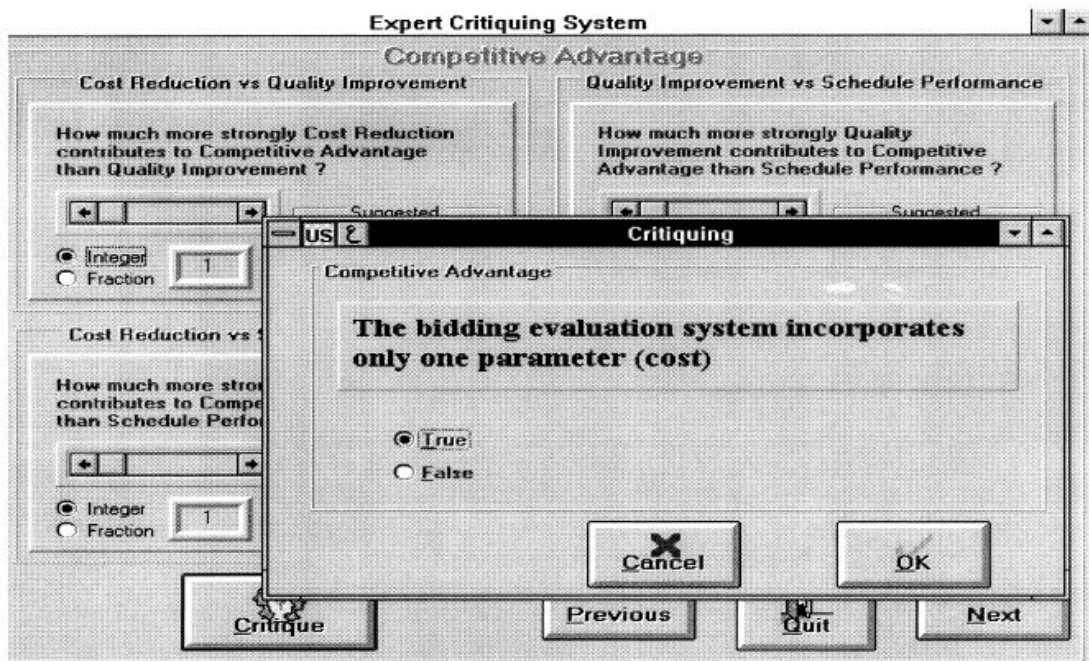 Expert Critiquing System
Competitive Advantage
Cost Reduction vs Quality Improvement
How much more strongly Cost Reduction
contributes to Competitive Advantage
than Quality Improvement ?
Suggested
Integer
Fraction
1
Quality Improvement vs Schedule Performance
How much more strongly Quality
Improvement contributes to Competitive
Advantage than Schedule Performance ?
Suggested
Cost Reduction vs
How much more
contributes to
than Schedule
Integer
Fraction
1
US ع
Critiquing
Competitive Advantage
The bidding evaluation system incorporates
only one parameter (cost)
True
False
Cancel
OK
Critique
Previous
Quit
Next